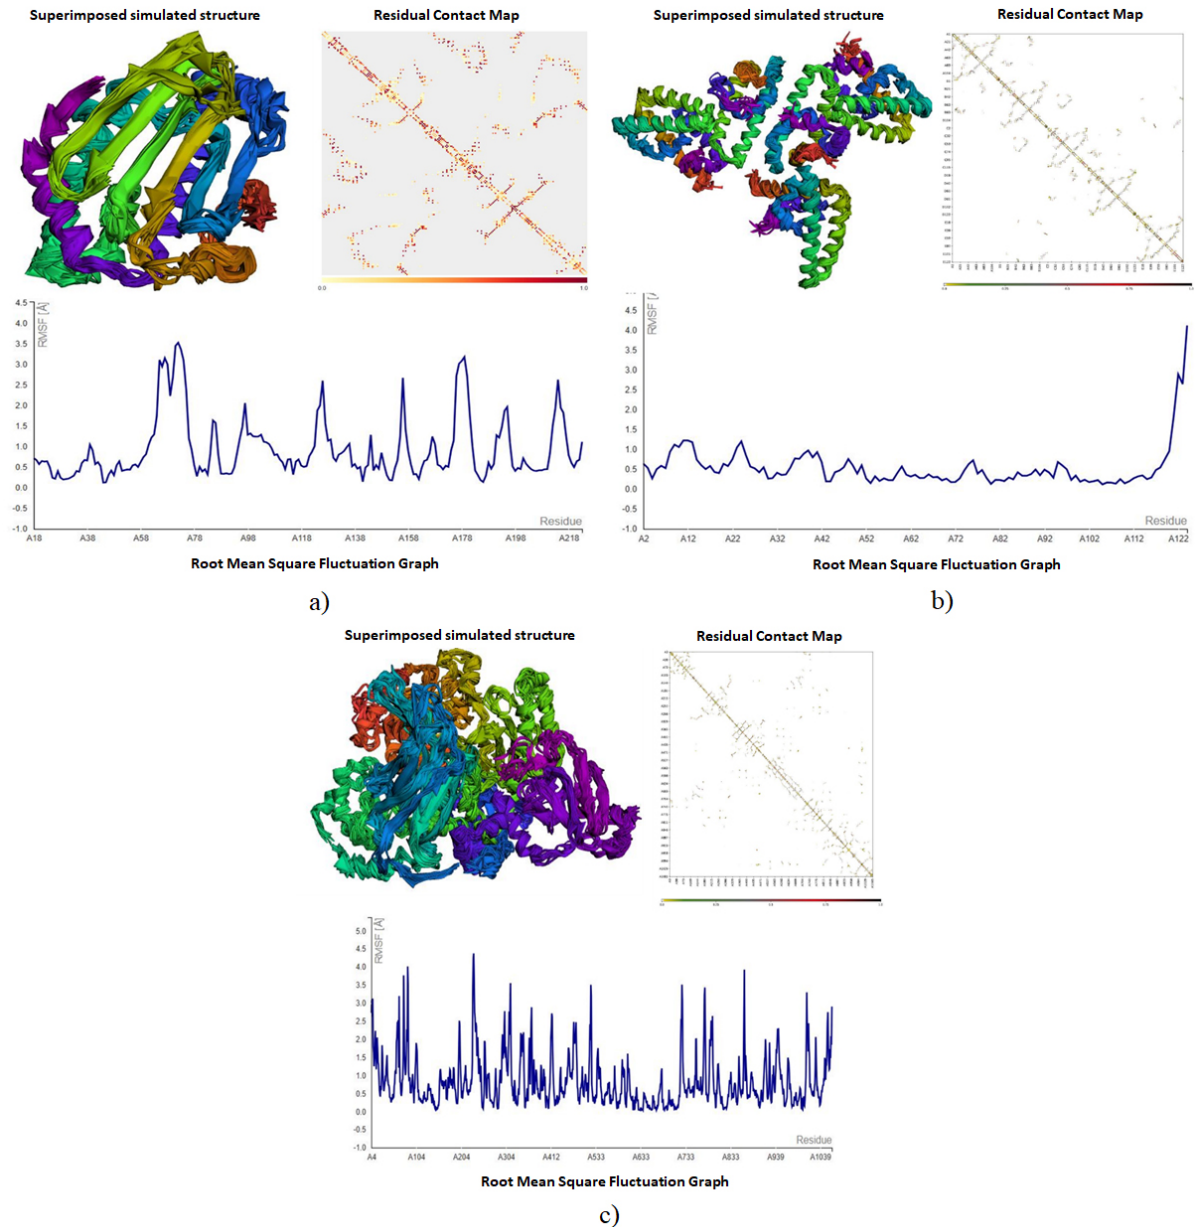 Superimposed simulated structure
Residual Contact Map
0.0 1.0
4.5
4.0
3.5
3.0
2.5
2.0
1.5
1.0
0.5
0.0
-0.5
-1.0
RMSF [Å]
Residue
A18 A38 A58 A78 A98 A118 A138 A158 A178 A198 A218
Root Mean Square Fluctuation Graph
a)
Superimposed simulated structure
Residual Contact Map
4.5
4.0
3.5
3.0
2.5
2.0
1.5
1.0
0.5
0.0
-0.5
-1.0
RMSF [
Residue
A2 A12 A22 A32 A42 A52 A62 A72 A82 A92 A102 A112 A122
Root Mean Square Fluctuation Graph
b)
Superimposed simulated structure
Residual Contact Map
5.0
4.5
4.0
3.5
3.0
2.5
2.0
1.5
1.0
0.5
0.0
-0.5
-1.0
RMSF [Å]
Residue
A4 A104 A204 A304 A412 A533 A633 A733 A833 A939 A1039
Root Mean Square Fluctuation Graph
c)